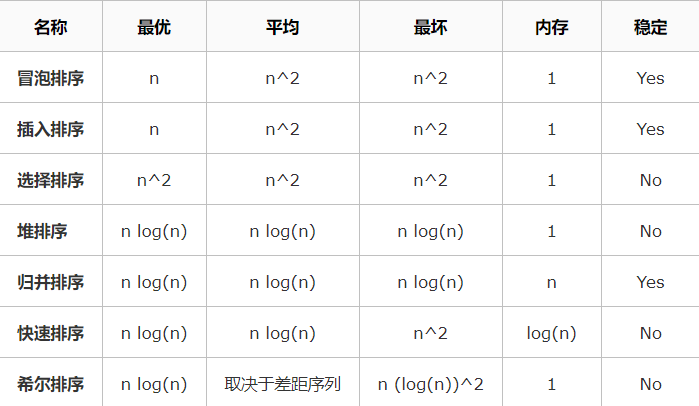 名称 最优 平均 最坏 内存 稳定
冒泡排序 n n^2 n^2 1 Yes
插入排序 n n^2 n^2 1 Yes
选择排序 n^2 n^2 n^2 1 No
堆排序 n log(n) n log(n) n log(n) 1 No
归并排序 n log(n) n log(n) n log(n) n Yes
快速排序 n log(n) n log(n) n^2 log(n) No
希尔排序 n log(n) 取决于差距序列 n (log(n))^2 1 No